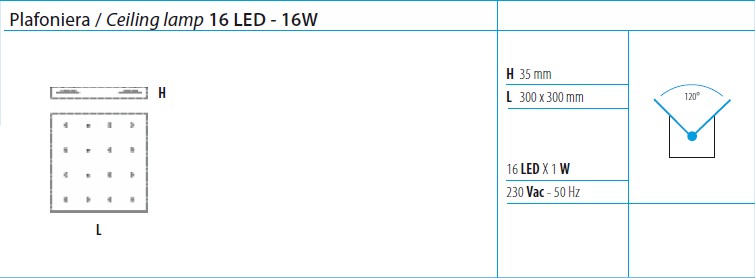 Plafoniera / Ceiling lamp 16 LED - 16W
H
L
H 35 mm
L 300 x 300 mm
16 LED X 1 W
230 Vac - 50 Hz
120°